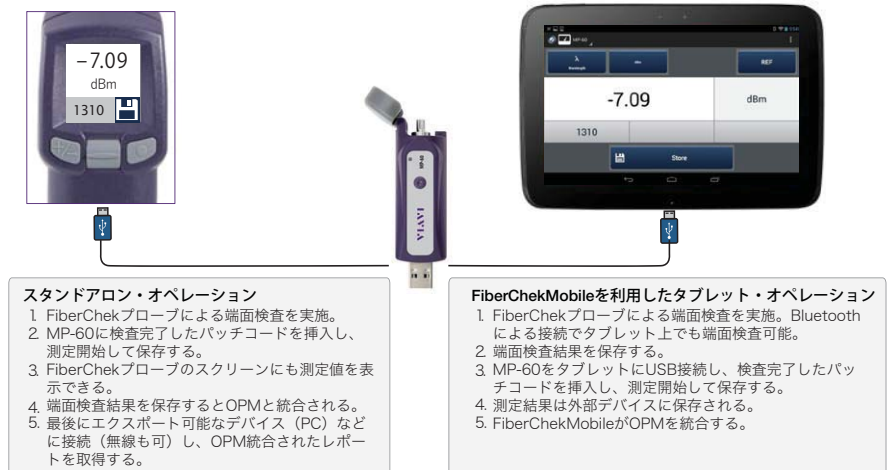 −7.09
dBm
1310
MP-60
VIAVI
MP-60
λ
Wavelength
dBm
REF
-7.09
dBm
1310
Store
スタンドアロン・オペレーション
1. FiberChekプローブによる端面検査を実施。
2. MP-60に検査完了したパッチコードを挿入し、
測定開始して保存する。
3. FiberChekプローブのスクリーンにも測定値を表
示できる。
4. 端面検査結果を保存するとOPMと統合される。
5. 最後にエクスポート可能なデバイス（PC）など
に接続（無線も可）し、OPM統合されたレポー
トを取得する。
FiberChekMobileを利用したタブレット・オペレーション
1. FiberChekプローブによる端面検査を実施。Bluetooth
による接続でタブレット上でも端面検査可能。
2. 端面検査結果を保存する。
3. MP-60をタブレットにUSB接続し、検査完了したパッ
チコードを挿入し、測定開始して保存する。
4. 測定結果は外部デバイスに保存される。
5. FiberChekMobileがOPMを統合する。